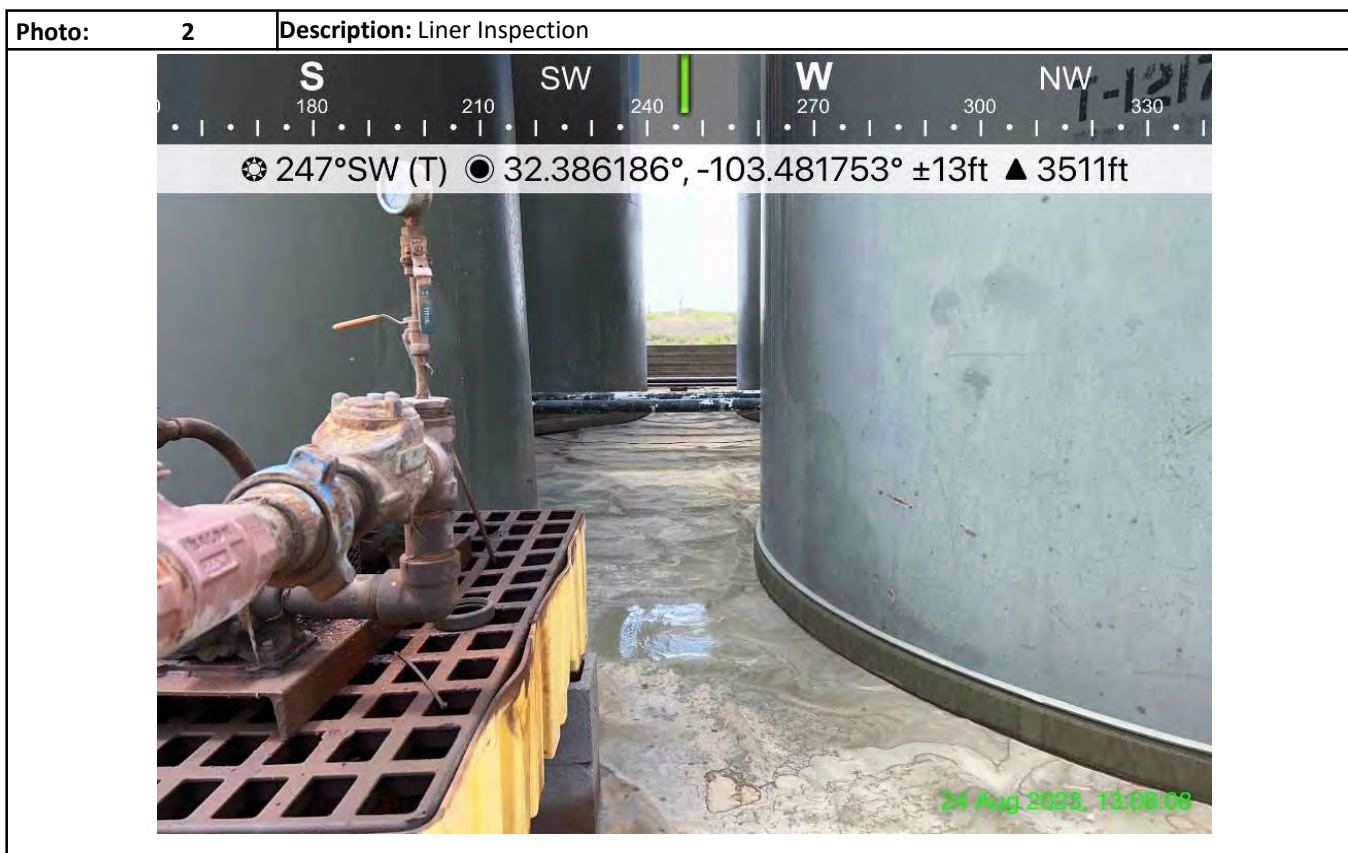 Photo: 2 Description: Liner Inspection
S SW W NW
180 210 240 270 300 330
247°SW (T) 32.386186°, -103.481753° ±13ft ▲ 3511ft
T-1217
24 Aug 2023, 13:08:08